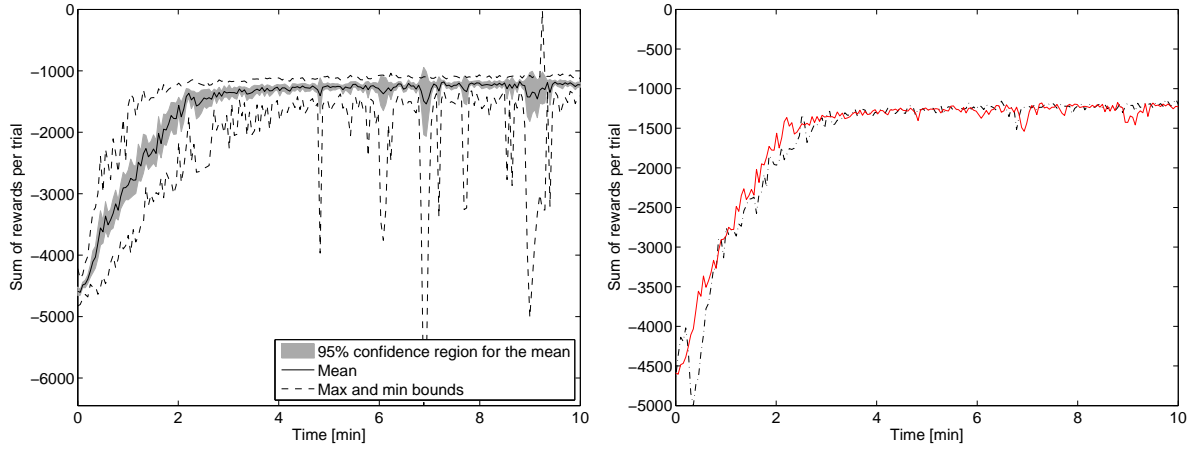 0
−1000
−2000
−3000
−4000
−5000
−6000
Sum of rewards per trial
0 2 4 6 8 10
Time [min]
95% confidence region for the mean
Mean
Max and min bounds
0
−500
−1000
−1500
−2000
−2500
−3000
−3500
−4000
−4500
−5000
Sum of rewards per trial
0 2 4 6 8 10
Time [min]